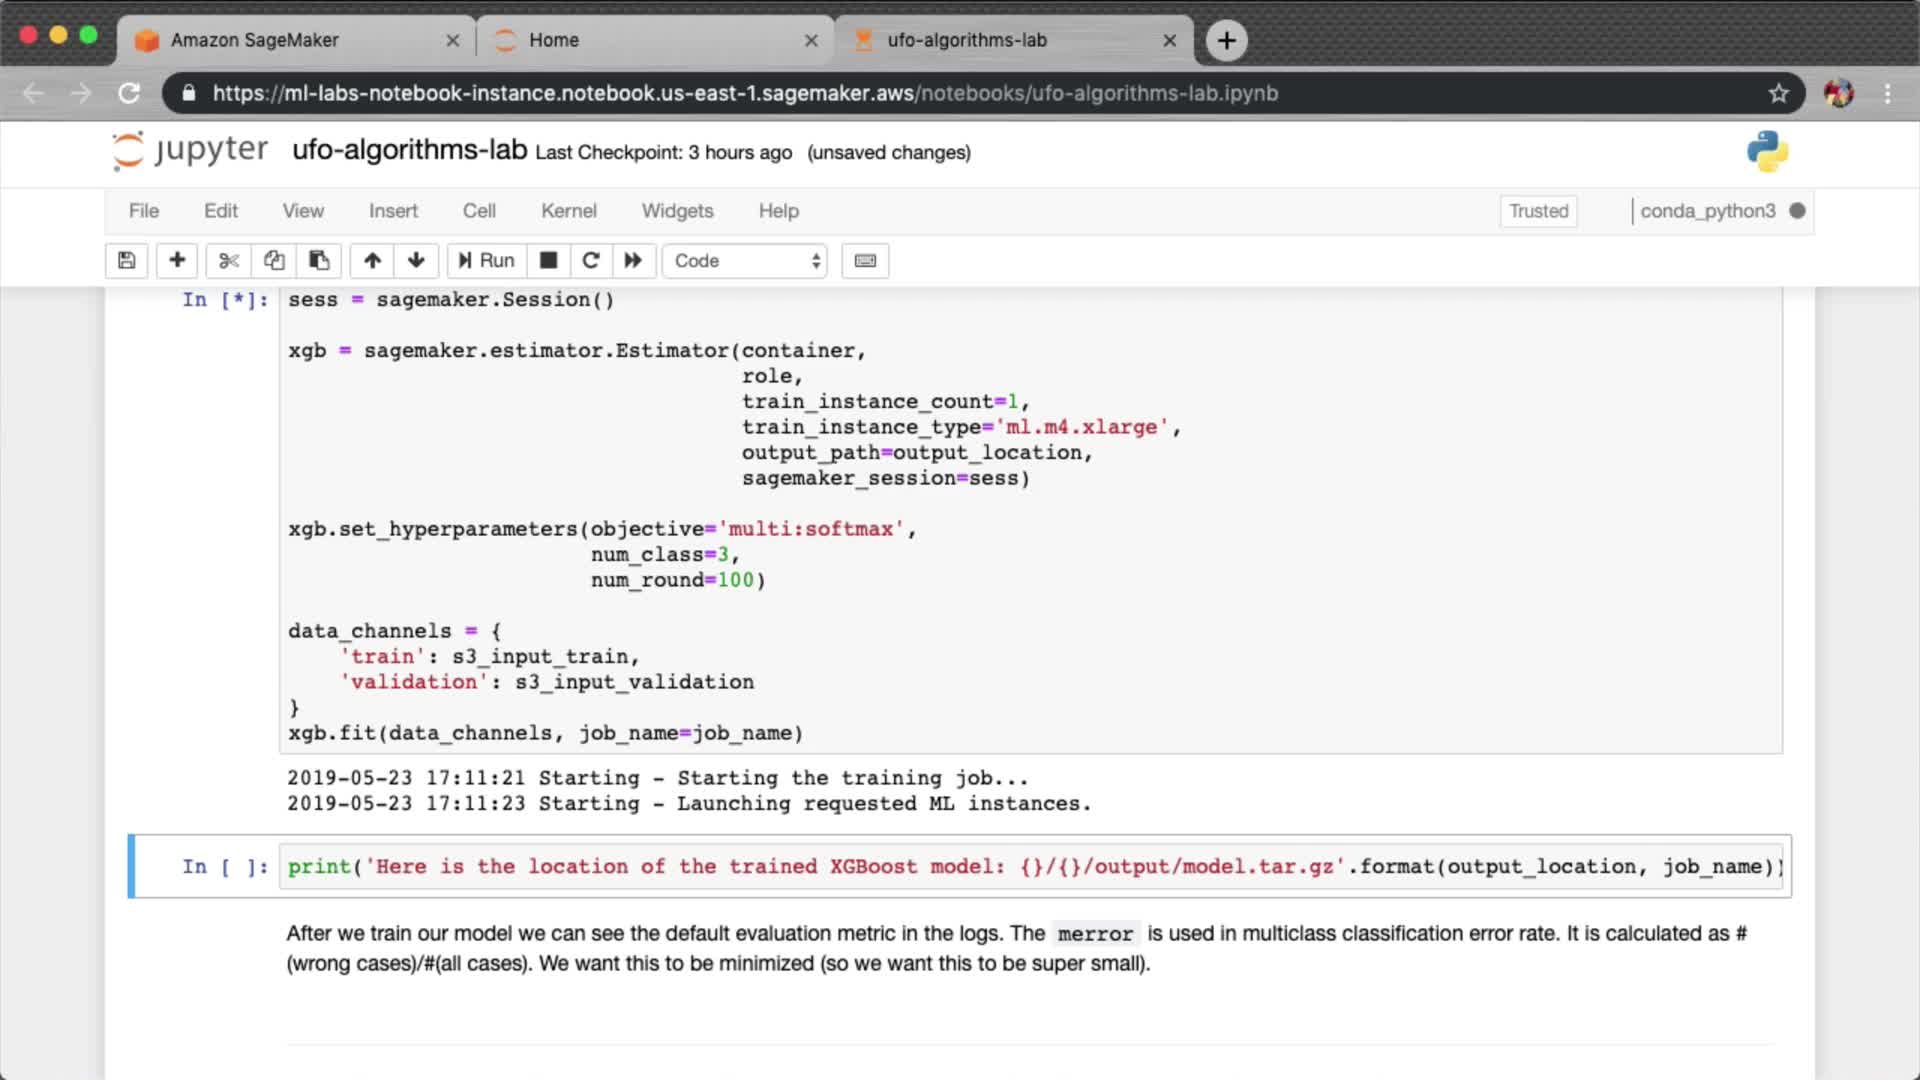 Amazon SageMaker
Home
ufo-algorithms-lab
https://ml-labs-notebook-instance.notebook.us-east-1.sagemaker.aws/notebooks/ufo-algorithms-lab.ipynb
jupyter ufo-algorithms-lab Last Checkpoint: 3 hours ago (unsaved changes)
File Edit View Insert Cell Kernel Widgets Help Trusted conda_python3
Run Code
In [*]: sess = sagemaker.Session()
xgb = sagemaker.estimator.Estimator(container,
role,
train_instance_count=1,
train_instance_type='ml.m4.xlarge',
output_path=output_location,
sagemaker_session=sess)
xgb.set_hyperparameters(objective='multi:softmax',
num_class=3,
num_round=100)
data_channels = {
'train': s3_input_train,
'validation': s3_input_validation
}
xgb.fit(data_channels, job_name=job_name)
2019-05-23 17:11:21 Starting - Starting the training job...
2019-05-23 17:11:23 Starting - Launching requested ML instances.
In [ ]: print('Here is the location of the trained XGBoost model: {}/{}/output/model.tar.gz'.format(output_location, job_name))
After we train our model we can see the default evaluation metric in the logs. The merror is used in multiclass classification error rate. It is calculated as #
(wrong cases)/#(all cases). We want this to be minimized (so we want this to be super small).